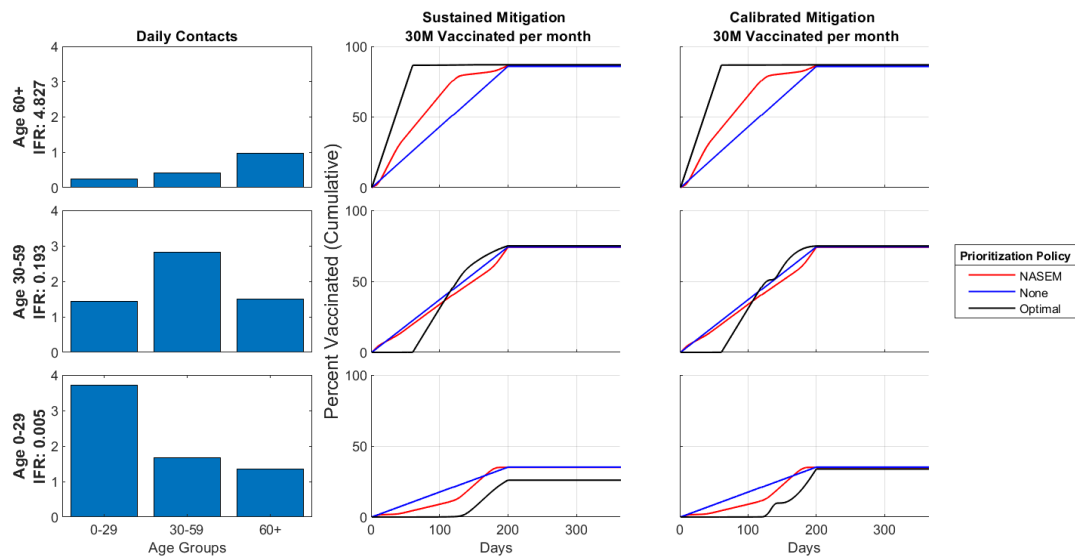 Daily Contacts
Sustained Mitigation
30M Vaccinated per month
Calibrated Mitigation
30M Vaccinated per month
Age 60+
IFR: 4.827
4
3
2
1
0
100
50
0
100
50
0
Age 30-59
IFR: 0.193
4
3
2
1
0
Percent Vaccinated (Cumulative)
100
50
0
100
50
0
Prioritization Policy
NASEM
None
Optimal
Age 0-29
IFR: 0.005
4
3
2
1
0
100
50
0
100
50
0
0-29
30-59
60+
Age Groups
0
100
200
300
Days
0
100
200
300
Days